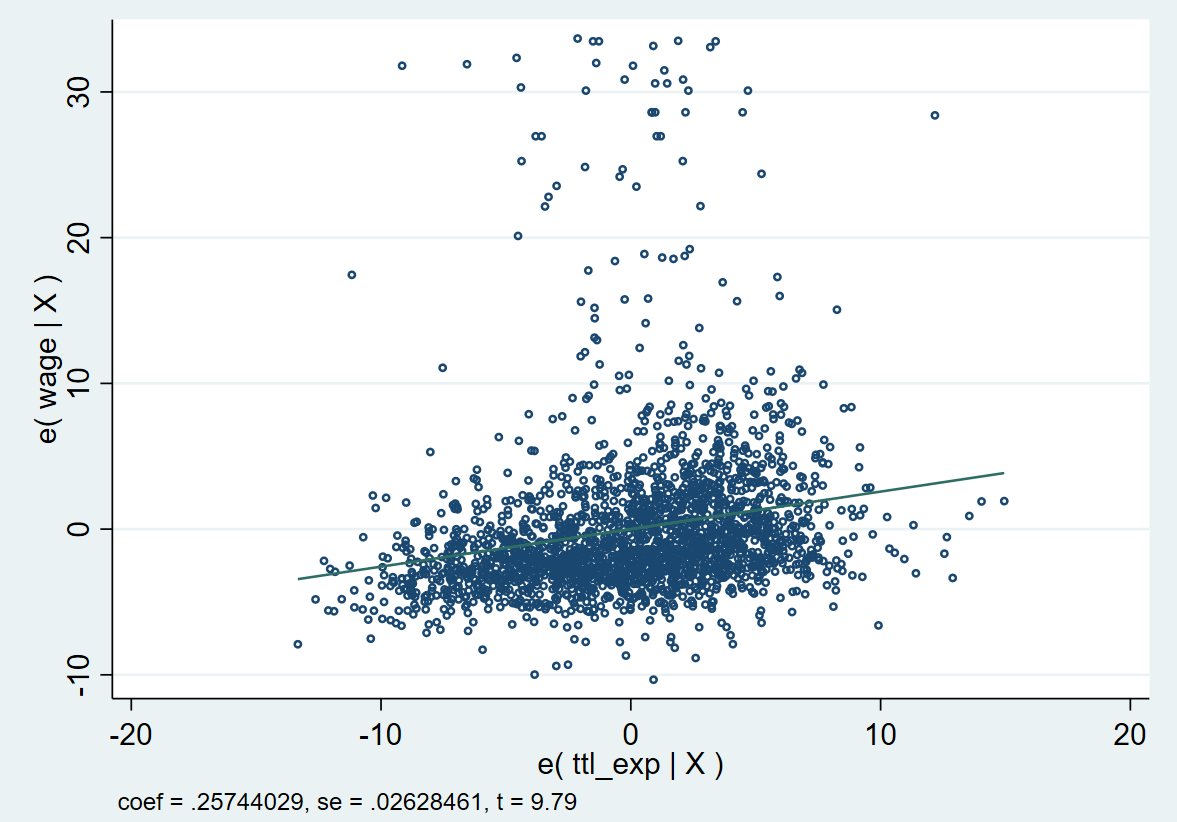 30
20
10
0
-10
e( wage | X )
-20 -10 0 10 20
e( ttl_exp | X )
coef = .25744029, se = .02628461, t = 9.79